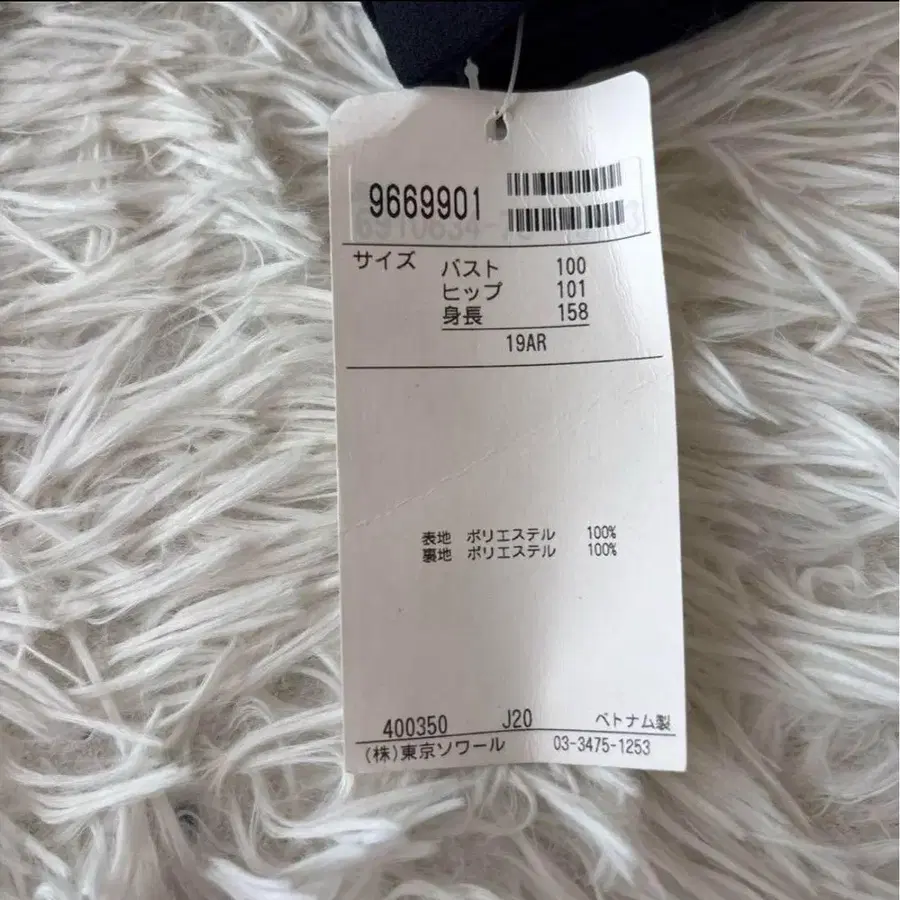 9669901
サイズ
バスト 100
ヒップ 101
身長 158
19AR
表地 ポリエステル 100%
裏地 ポリエステル 100%
400350 J20 ベトナム製
(株)東京ソワール 03-3475-1253